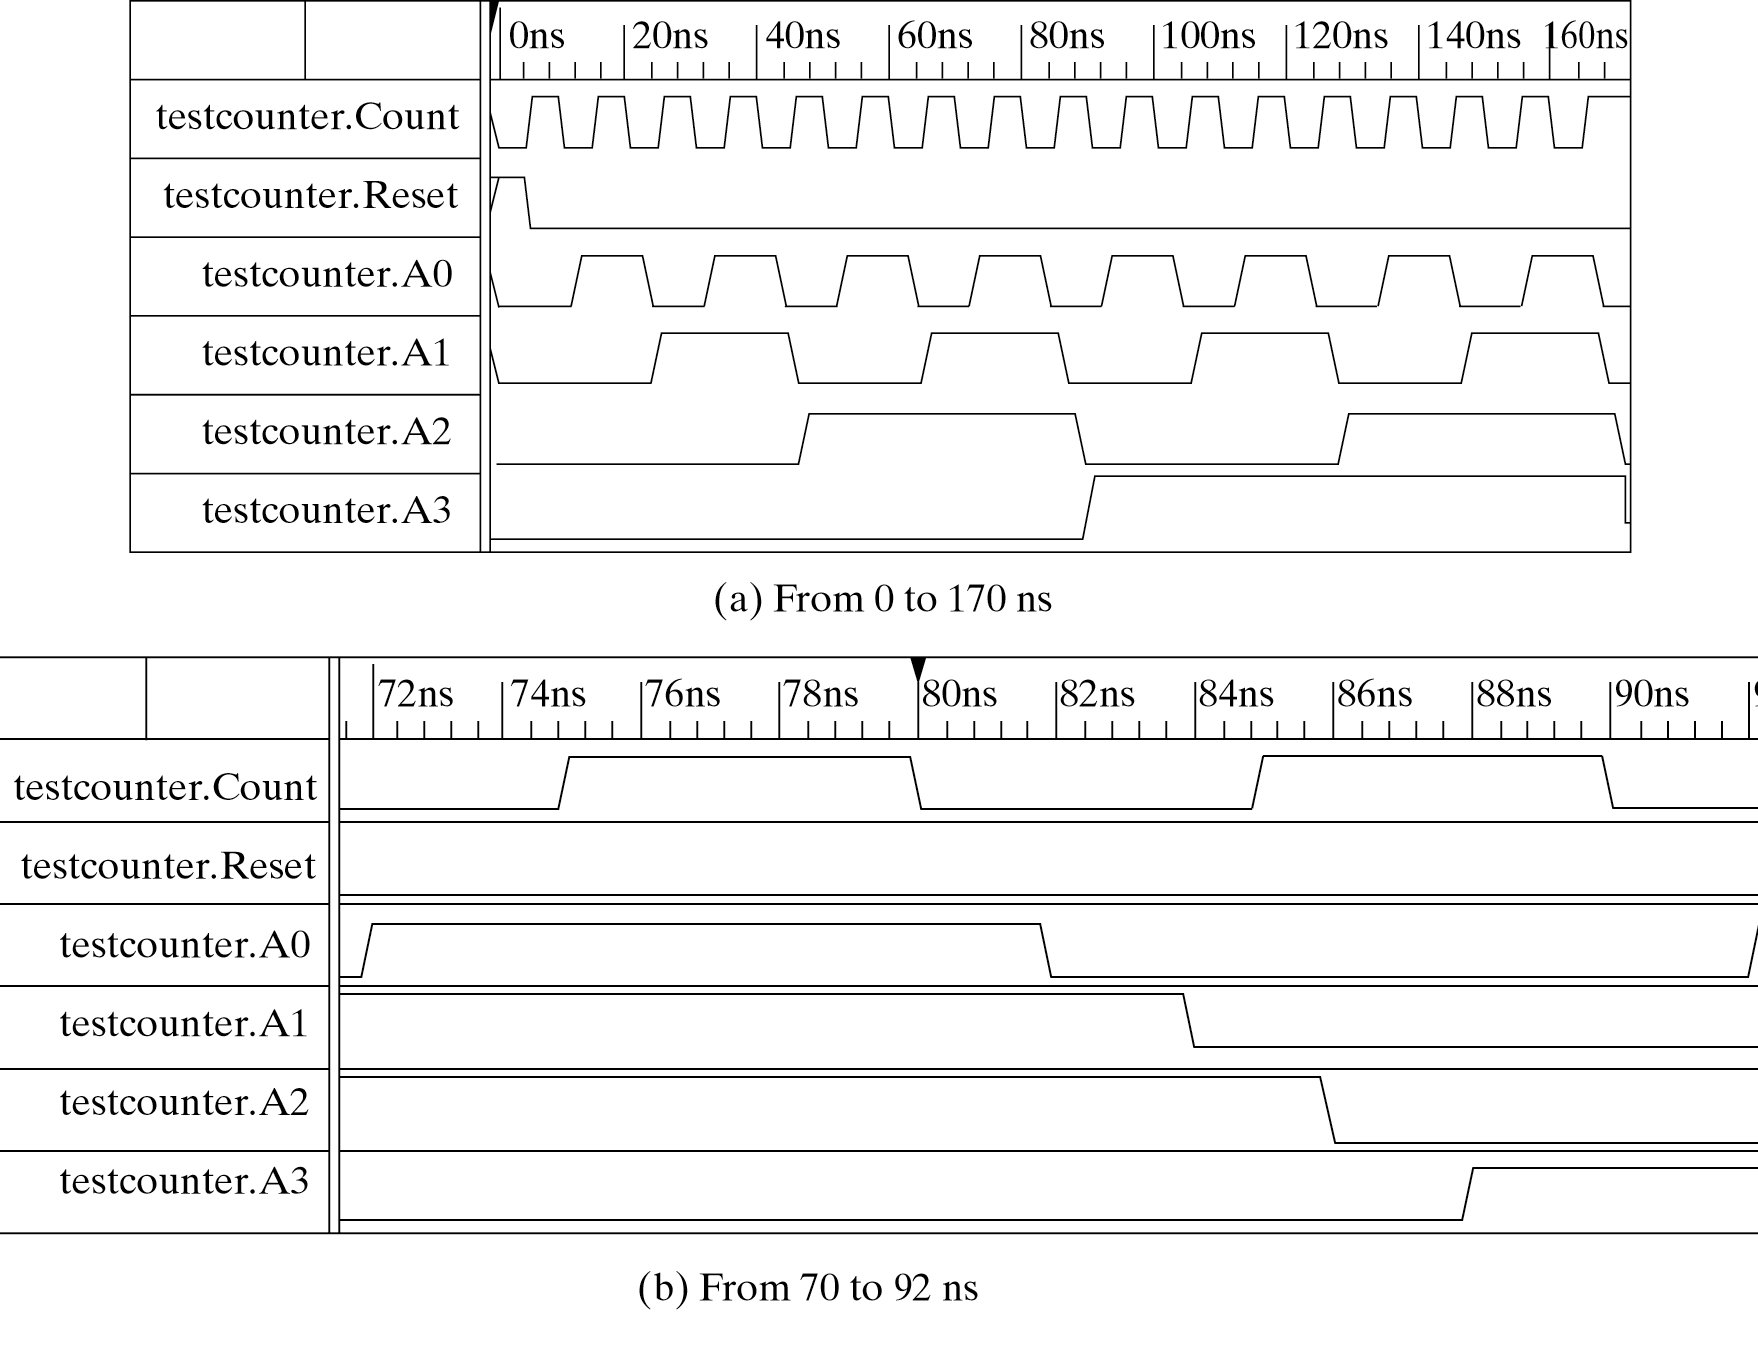 0ns 20ns 40ns 60ns 80ns 100ns 120ns 140ns 160ns
testcounter.Count
testcounter.Reset
testcounter.A0
testcounter.A1
testcounter.A2
testcounter.A3
(a) From 0 to 170 ns
72ns 74ns 76ns 78ns 80ns 82ns 84ns 86ns 88ns 90ns
testcounter.Count
testcounter.Reset
testcounter.A0
testcounter.A1
testcounter.A2
testcounter.A3
(b) From 70 to 92 ns